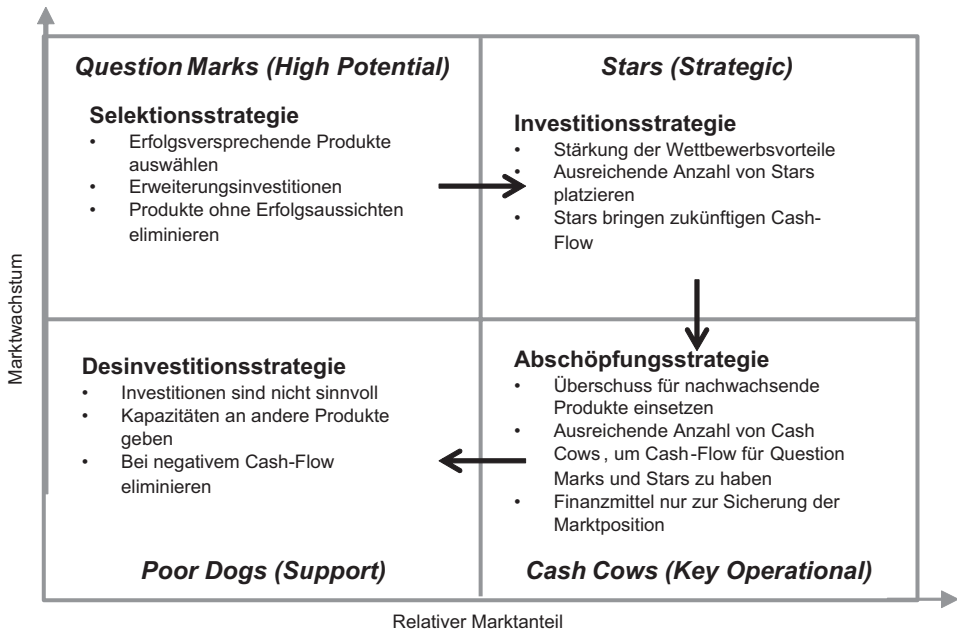 Question Marks (High Potential)
Selektionsstrategie
• Erfolgsversprechende Produkte
auswählen
• Erweiterungsinvestitionen
• Produkte ohne Erfolgsaussichten
eliminieren
Stars (Strategic)
Investitionsstrategie
• Stärkung der Wettbewerbsvorteile
• Ausreichende Anzahl von Stars
platzieren
• Stars bringen zukünftigen Cash-
Flow
Marktwachstum
Desinvestitionsstrategie
• Investitionen sind nicht sinnvoll
• Kapazitäten an andere Produkte
geben
• Bei negativem Cash-Flow
eliminieren
Poor Dogs (Support)
Abschöpfungsstrategie
• Überschuss für nachwachsende
Produkte einsetzen
• Ausreichende Anzahl von Cash
Cows, um Cash-Flow für Question
Marks und Stars zu haben
• Finanzmittel nur zur Sicherung der
Marktposition
Cash Cows (Key Operational)
Relativer Marktanteil